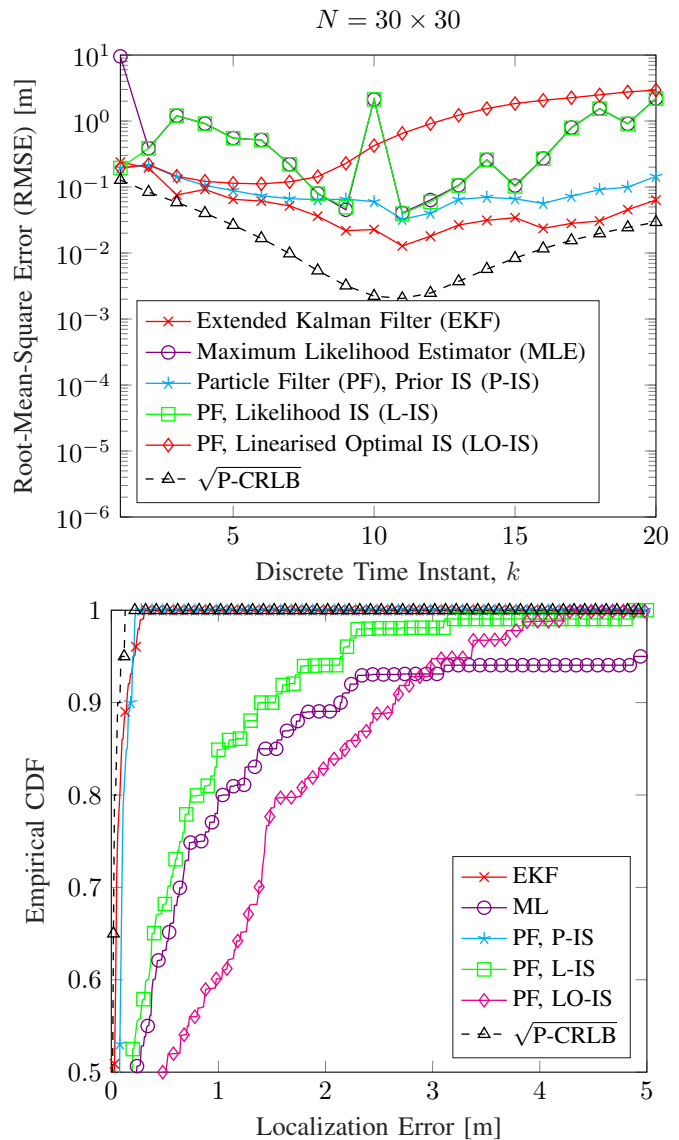 N = 30 × 30
Root-Mean-Square Error (RMSE) [m]
10^1
10^0
10^−1
10^−2
10^−3
10^−4
10^−5
10^−6
Extended Kalman Filter (EKF)
Maximum Likelihood Estimator (MLE)
Particle Filter (PF), Prior IS (P-IS)
PF, Likelihood IS (L-IS)
PF, Linearised Optimal IS (LO-IS)
√P-CRLB
5 10 15 20
Discrete Time Instant, k
Empirical CDF
1
0.9
0.8
0.7
0.6
0.5
EKF
ML
PF, P-IS
PF, L-IS
PF, LO-IS
√P-CRLB
0 1 2 3 4 5
Localization Error [m]